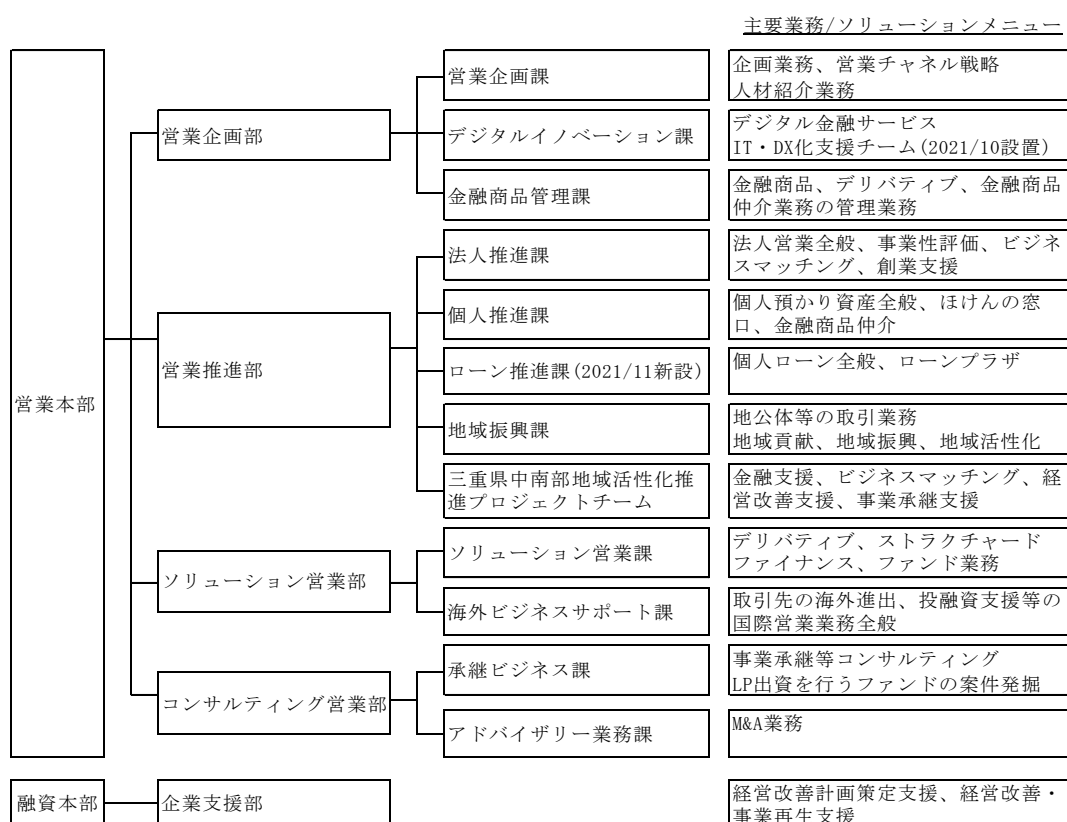 主要業務/ソリューションメニュー
営業本部
営業企画部
営業企画課
企画業務、営業チャネル戦略
人材紹介業務
デジタルイノベーション課
デジタル金融サービス
IT・DX化支援チーム(2021/10設置)
金融商品管理課
金融商品、デリバティブ、金融商品
仲介業務の管理業務
営業推進部
法人推進課
法人営業全般、事業性評価、ビジネ
スマッチング、創業支援
個人推進課
個人預かり資産全般、ほけんの窓
口、金融商品仲介
ローン推進課(2021/11新設)
個人ローン全般、ローンプラザ
地域振興課
地公体等の取引業務
地域貢献、地域振興、地域活性化
三重県中南部地域活性化推
進プロジェクトチーム
金融支援、ビジネスマッチング、経
営改善支援、事業承継支援
ソリューション営業部
ソリューション営業課
デリバティブ、ストラクチャード
ファイナンス、ファンド業務
海外ビジネスサポート課
取引先の海外進出、投融資支援等の
国際営業業務全般
コンサルティング営業部
承継ビジネス課
事業承継等コンサルティング
LP出資を行うファンドの案件発掘
アドバイザリー業務課
M&A業務
融資本部
企業支援部
経営改善計画策定支援、経営改善・
事業再生支援